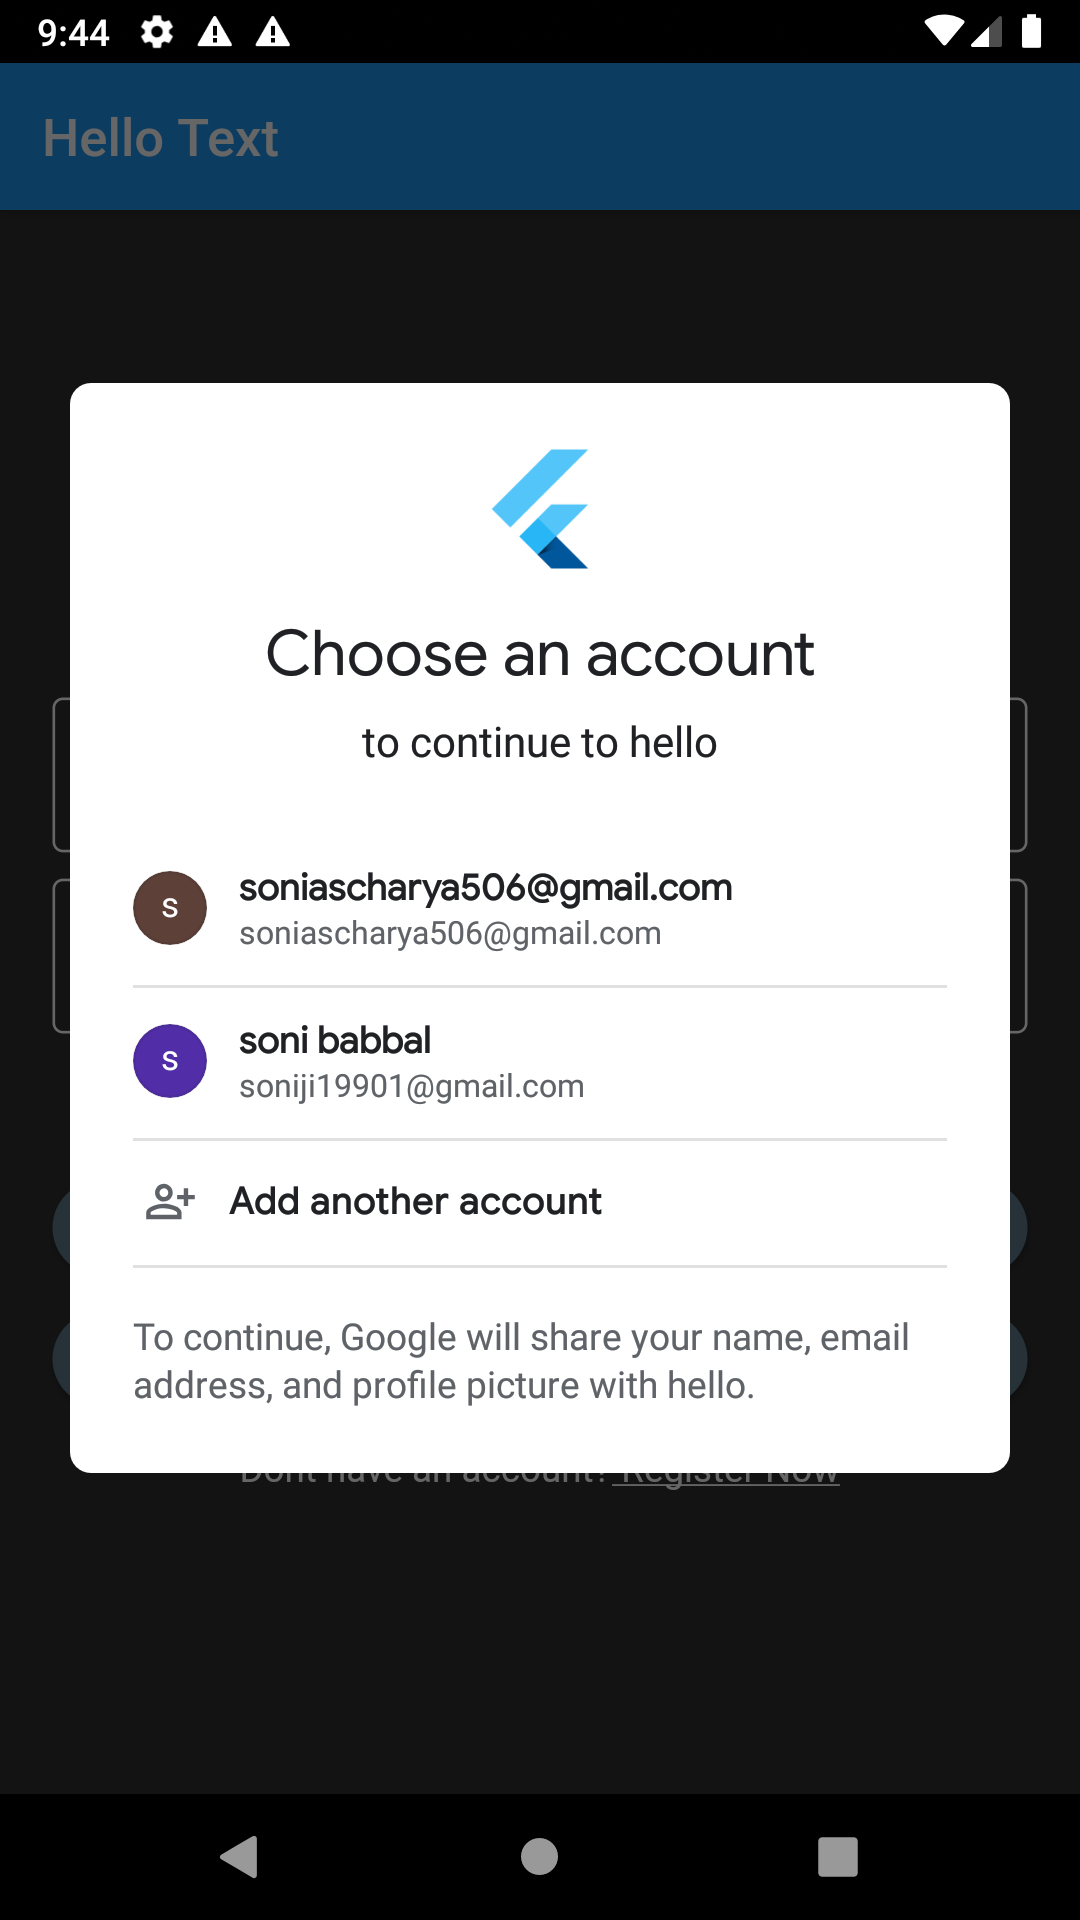 9:44
Hello Text
Choose an account
to continue to hello
S
soniascharya506@gmail.com
soniascharya506@gmail.com
S
soni babbal
soniji19901@gmail.com
Add another account
To continue, Google will share your name, email
address, and profile picture with hello.
Dont have an account? Register Now